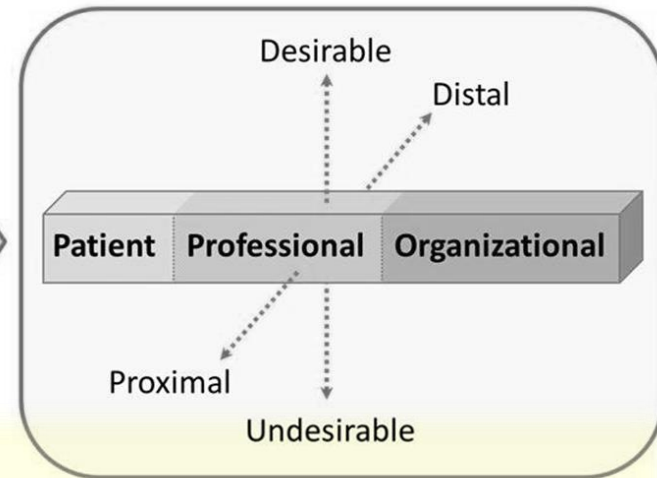 Desirable
Distal
Patient Professional Organizational
Proximal
Undesirable